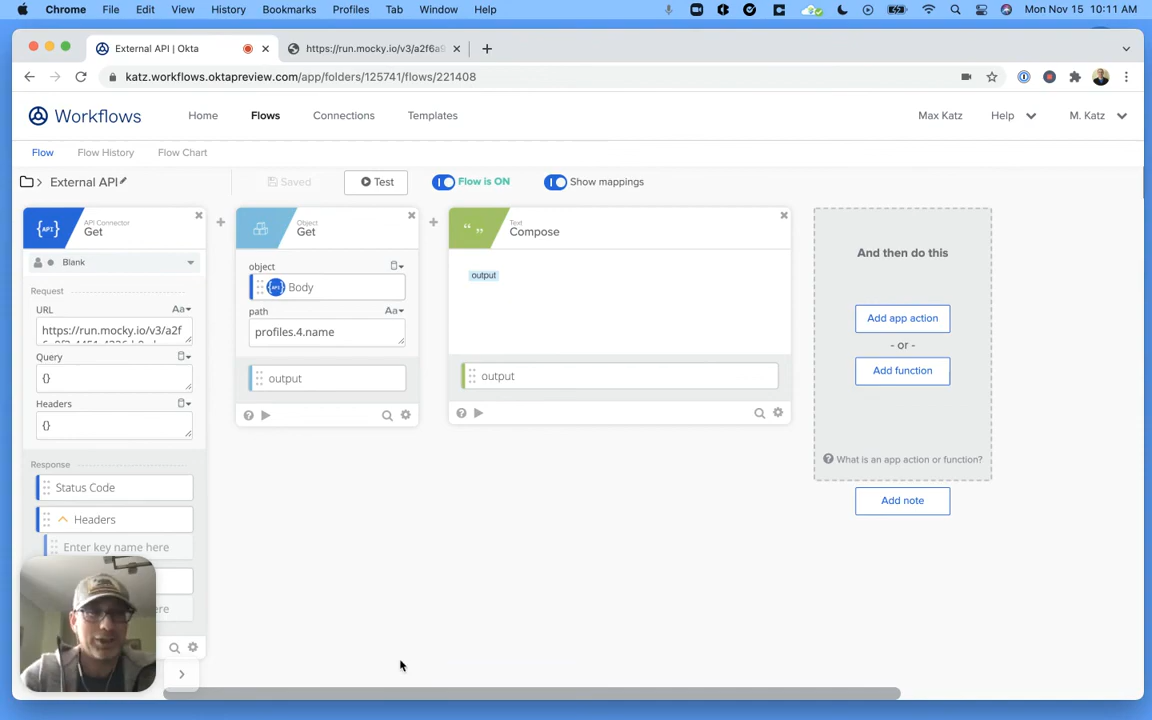 Chrome File Edit View History Bookmarks Profiles Tab Window Help Mon Nov 15 10:11 AM
External API | Okta https://run.mocky.io/v3/a2f6a
katz.workflows.oktapreview.com/app/folders/125741/flows/221408
Workflows Home Flows Connections Templates Max Katz Help M. Katz
Flow Flow History Flow Chart
External API Saved Test Flow is ON Show mappings
API Connector
Get
Blank
Request
URL Aa
https://run.mocky.io/v3/a2f
Query
{}
Headers
{}
Response
Status Code
Headers
Enter key name here
ere
Object
Get
object
Body
path Aa
profiles.4.name
output
Text
Compose
output
output
And then do this
Add app action
- or -
Add function
What is an app action or function?
Add note